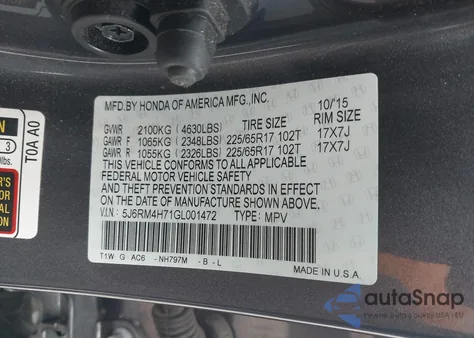 MFD.BY HONDA OF AMERICA MFG.,INC. 10/15
TIRE SIZE RIM SIZE
GVWR 2100KG ( 4630LBS)
GAWR F 1065KG ( 2348LBS) 225/65R17 102T 17X7J
GAWR R 1055KG ( 2326LBS) 225/65R17 102T 17X7J
THIS VEHICLE CONFORMS TO ALL APPLICABLE
FEDERAL MOTOR VEHICLE SAFETY
AND THEFT PREVENTION STANDARDS IN EFFECT
ON THE DATE OF MANUFACTURE SHOWN ABOVE.
V.I.N.: 5J6RM4H71GL001472 TYPE: MPV
T1W G AC6 -NH797M -B-L
MADE IN U.S.A.
T0A A0
3
lbs.
autoSnap